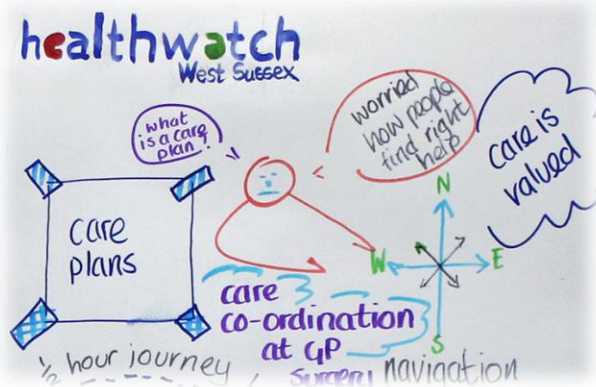 healthwatch
West Sussex
what
is a care
plan?
worried
how people
find right
help
care is
valued
care
plans
N
W
E
S
care
co-ordination
at GP
surgery
navigation
1/2 hour journey